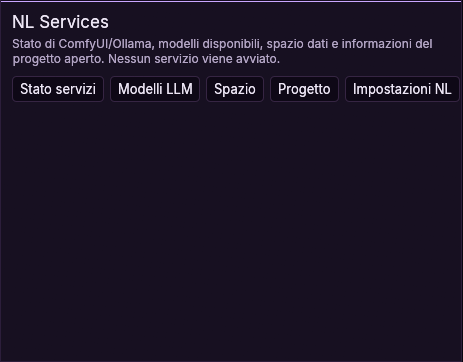 NL Services
Stato di ComfyUI/Ollama, modelli disponibili, spazio dati e informazioni del
progetto aperto. Nessun servizio viene avviato.
Stato servizi Modelli LLM Spazio Progetto Impostazioni NL